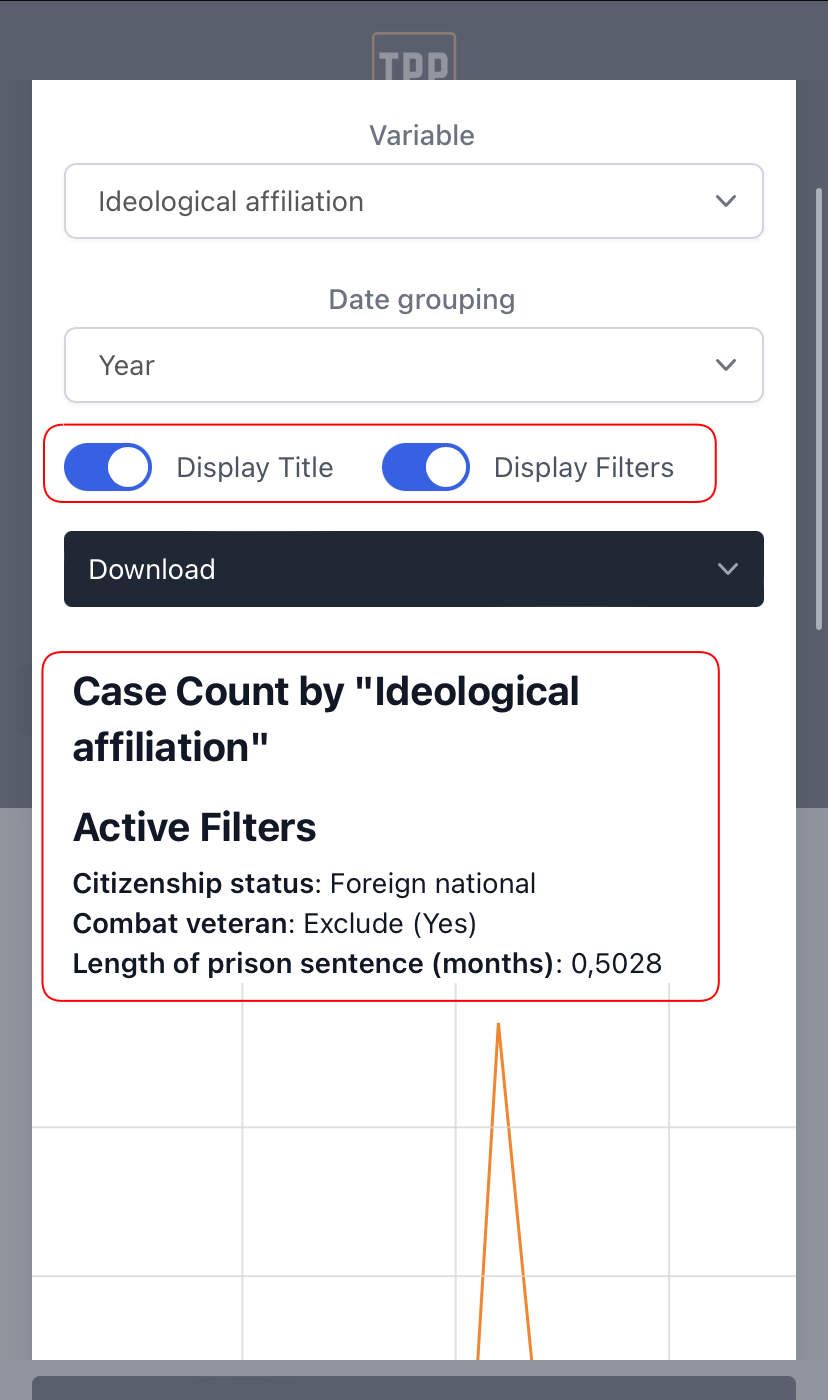 TPP
Variable
Ideological affiliation
Date grouping
Year
Display Title Display Filters
Download
Case Count by "Ideological
affiliation"
Active Filters
Citizenship status: Foreign national
Combat veteran: Exclude (Yes)
Length of prison sentence (months): 0,5028